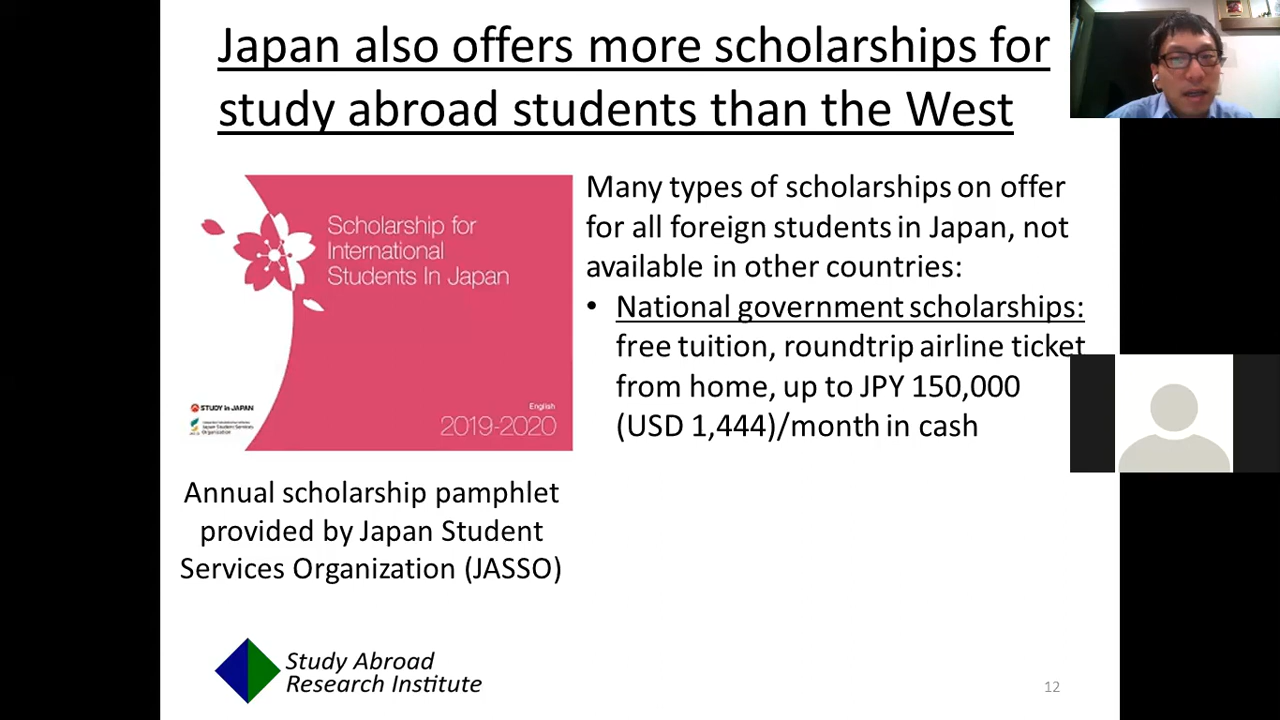 Japan also offers more scholarships for
study abroad students than the West
Scholarship for
International
Students In Japan
STUDY in JAPAN
Japan Student Services
Organization
English
2019-2020
Annual scholarship pamphlet
provided by Japan Student
Services Organization (JASSO)
Many types of scholarships on offer
for all foreign students in Japan, not
available in other countries:
• National government scholarships:
free tuition, roundtrip airline ticket
from home, up to JPY 150,000
(USD 1,444)/month in cash
Study Abroad
Research Institute
12